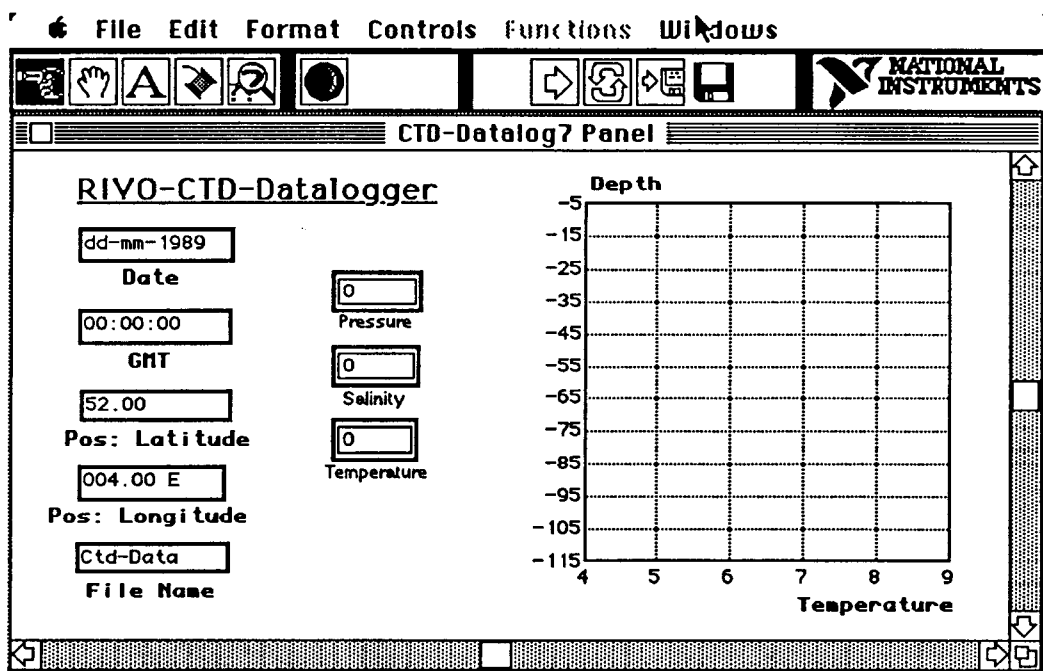 File Edit Format Controls Functions Windows
A
NATIONAL
INSTRUMENTS
CTD-Datalog7 Panel
RIVO-CTD-Datalogger
dd-mm-1989
Date
00:00:00
GMT
52.00
Pos: Latitude
004.00 E
Pos: Longitude
Ctd-Data
File Name
0
Pressure
0
Salinity
0
Temperature
Depth
-5
-15
-25
-35
-45
-55
-65
-75
-85
-95
-105
-115
4 5 6 7 8 9
Temperature